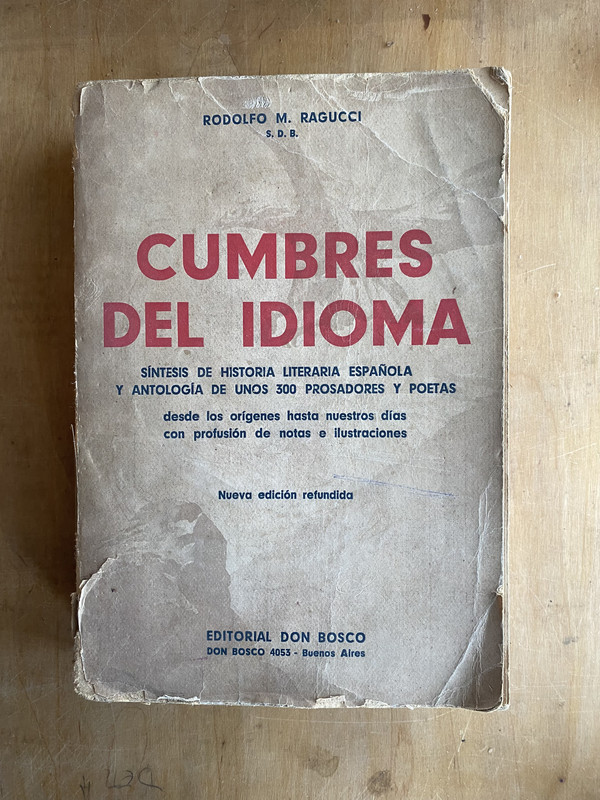 RODOLFO M. RAGUCCI
S. D. B.
CUMBRES
DEL IDIOMA
SÍNTESIS DE HISTORIA LITERARIA ESPAÑOLA
Y ANTOLOGÍA DE UNOS 300 PROSADORES Y POETAS
desde los orígenes hasta nuestros días
con profusión de notas e ilustraciones
Nueva edición refundida
EDITORIAL DON BOSCO
DON BOSCO 4053 - Buenos Aires